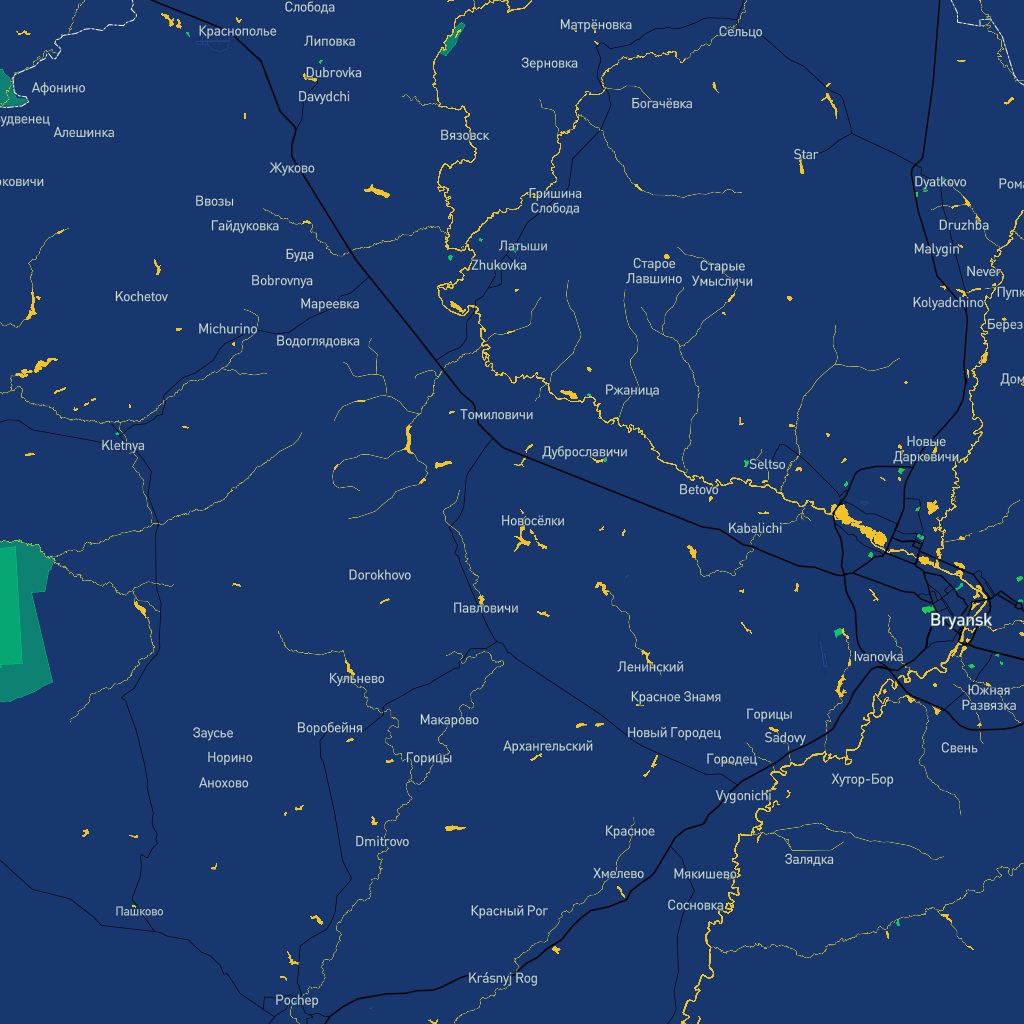 Слобода
Матрёновка
Краснополье
Сельцо
Липовка
Зерновка
Dubrovka
Афонино
Davydchi
Богачёвка
удвенец
Алешинка
Вязовск
Star
Жуково
ковичи
Dyatkovo
Рома
Гришина
Слобода
Ввозы
Гайдуковка
Druzhba
Латыши
Malygin
Буда
Zhukovka
Старое
Лавшино
Старые
Умысличи
Never
Bobrovnya
Пупк
Kochetov
Мареевка
Kolyadchino
Берез
Michurino
Водоглядовка
Дом
Ржаница
Томиловичи
Kletnya
Дуброславичи
Новые
Дарковичи
Seltso
Betovo
Новосёлки
Kabalichi
Dorokhovo
Павловичи
Bryansk
Ivanovka
Ленинский
Кульнево
Красное Знамя
Южная
Развязка
Горицы
Макарово
Воробейня
Заусье
Новый Городец
Sadovy
Архангельский
Свень
Норино
Горицы
Городец
Анохово
Хутор-Бор
Vygonichi
Красное
Dmitrovo
Залядка
Хмелево
Мякишево
Пашково
Красный Рог
Сосновка
Krásnyj Rog
Pochep